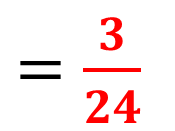 = 3/24